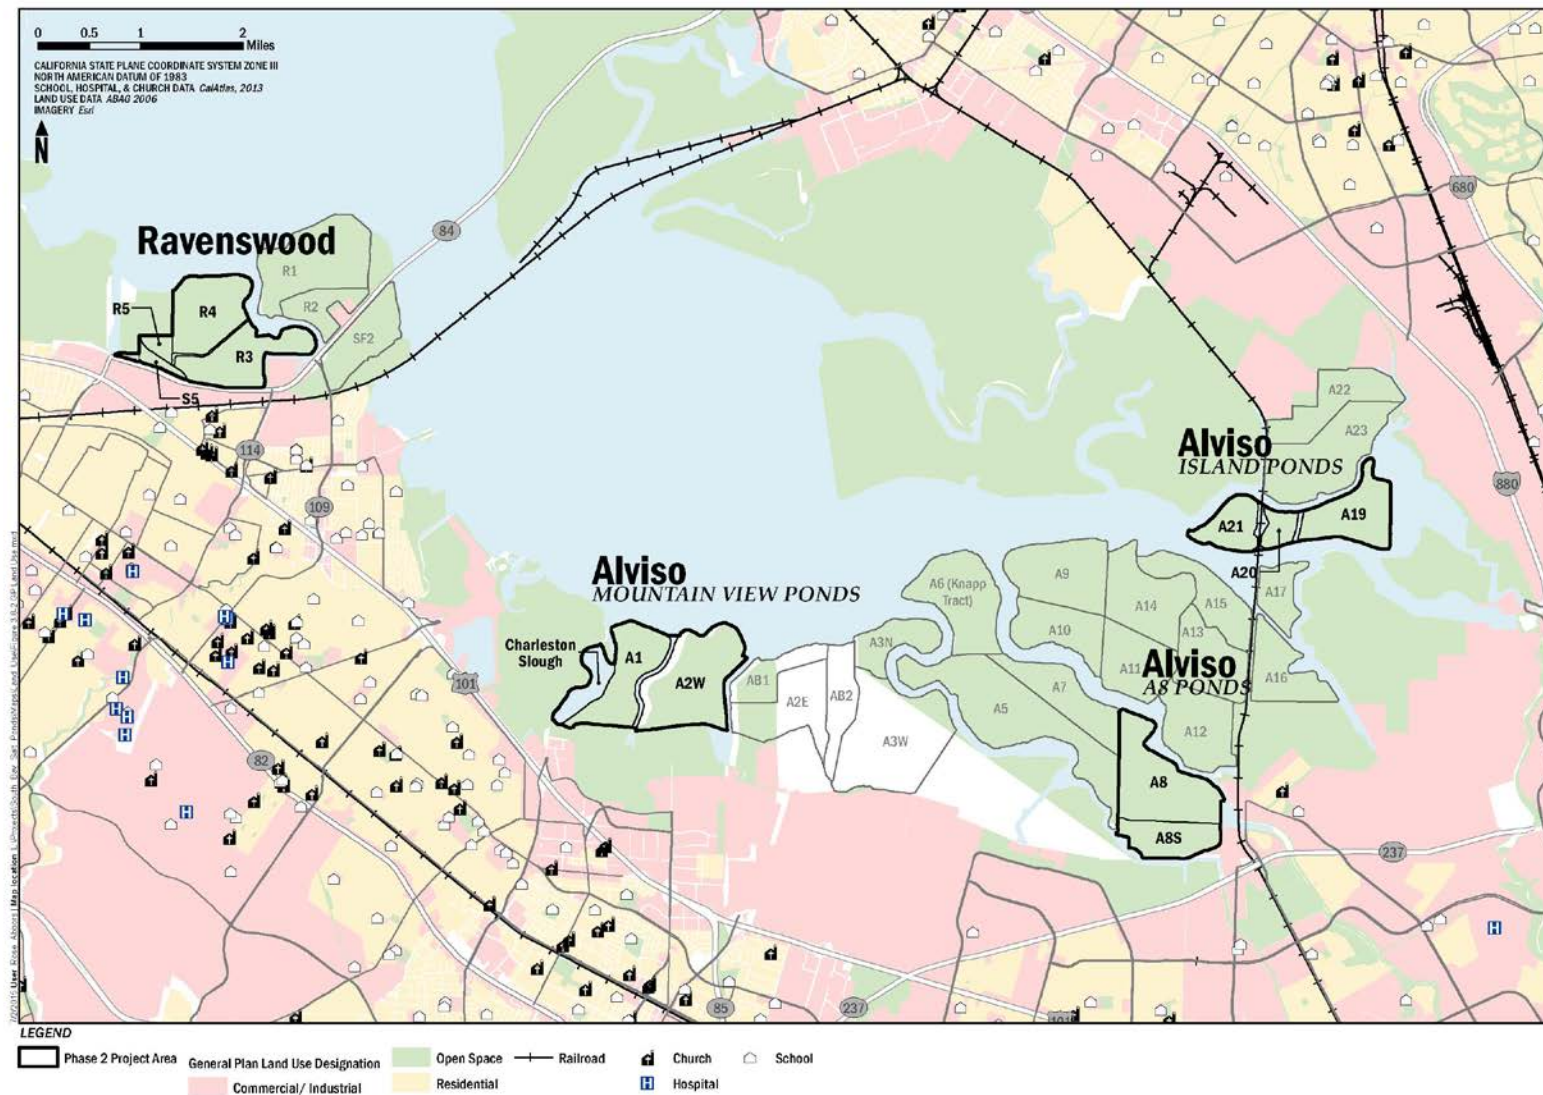 0 0.5 1 2
Miles
CALIFORNIA STATE PLANE COORDINATE SYSTEM ZONE III
NORTH AMERICAN DATUM OF 1983
SCHOOL, HOSPITAL, & CHURCH DATA CalAtlas, 2013
LAND USE DATA ABAG 2006
IMAGERY Esri
N
680
Ravenswood
84
R1
R5
R4
R2
R3
SF2
S5
A22
A23
114
Alviso
ISLAND PONDS
880
109
A21
A19
A20
Alviso
MOUNTAIN VIEW PONDS
A6 (Knapp
Tract)
A9
A17
A14
A15
Charleston
Slough
A1
A3N
A10
A13
A11
Alviso
A8 PONDS
A16
101
A2W
AB1
A2E
AB2
A7
A5
A12
A3W
82
A8
A8S
237
H
85
237
101
LEGEND
Phase 2 Project Area
General Plan Land Use Designation
Commercial/ Industrial
Open Space
Residential
Railroad
Church
H Hospital
School